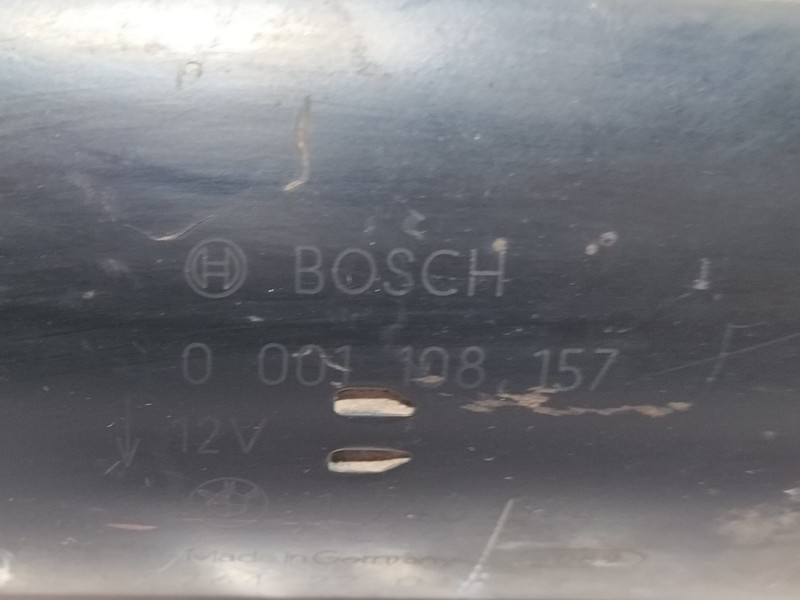 BOSCH
0 001 108 157
12V
Made in Germany